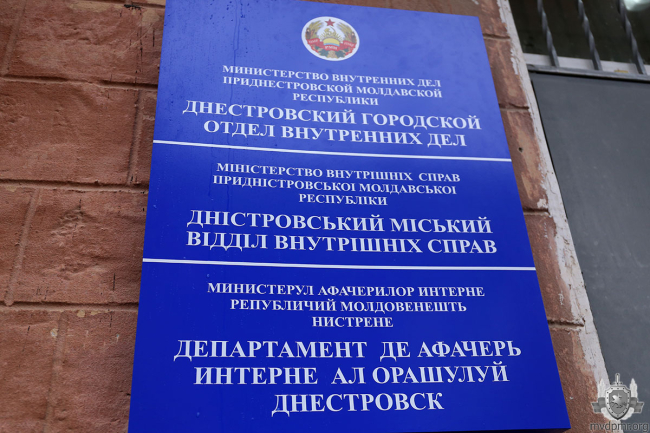 МИНИСТЕРСТВО ВНУТРЕННИХ ДЕЛ
ПРИДНЕСТРОВСКОЙ МОЛДАВСКОЙ
РЕСПУБЛИКИ
ДНЕСТРОВСКИЙ ГОРОДСКОЙ
ОТДЕЛ ВНУТРЕННИХ ДЕЛ
МІНІСТЕРСТВО ВНУТРІШНІХ СПРАВ
ПРИДНІСТРОВСЬКОЇ МОЛДАВСЬКОЇ
РЕСПУБЛІКИ
ДНІСТРОВСЬКИЙ МІСЬКИЙ
ВІДДІЛ ВНУТРІШНІХ СПРАВ
МИНИСТЕРУЛ АФАЧЕРИЛОР ИНТЕРНЕ
РЕПУБЛИЧИЙ МОЛДОВЕНЕШТЬ
НИСТРЕНЕ
ДЕПАРТАМЕНТ ДЕ АФАЧЕРЬ
ИНТЕРНЕ АЛ ОРАШУЛУЙ
ДНЕСТРОВСК
mvdpmr.org